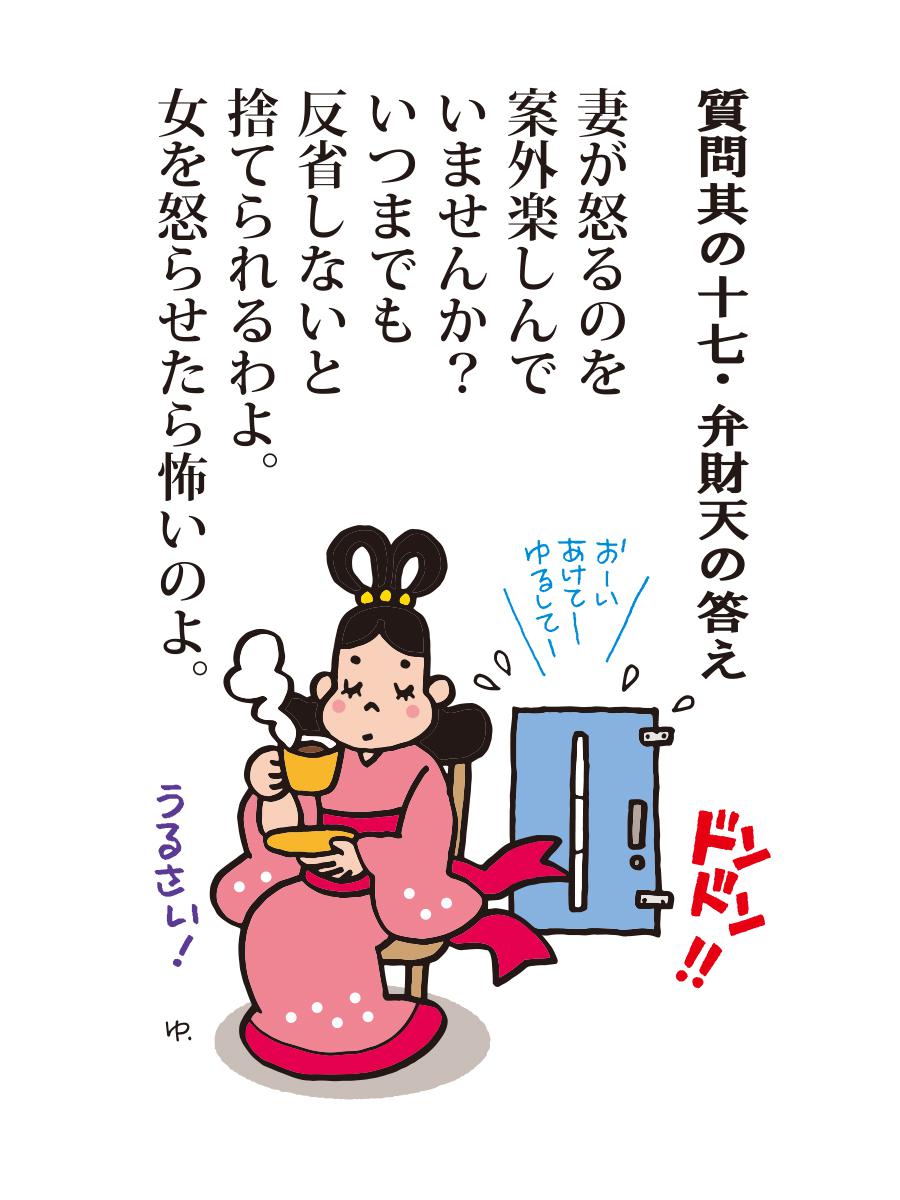 質問其の十七・弁財天の答え
妻が怒るのを
案外楽しんで
いませんか？
いつまでも
反省しないと
捨てられるわよ。
女を怒らせたら怖いのよ。
おーい
あけてー
ゆるしてー
ドン
ドン
!!
うるさい！
ゆ.